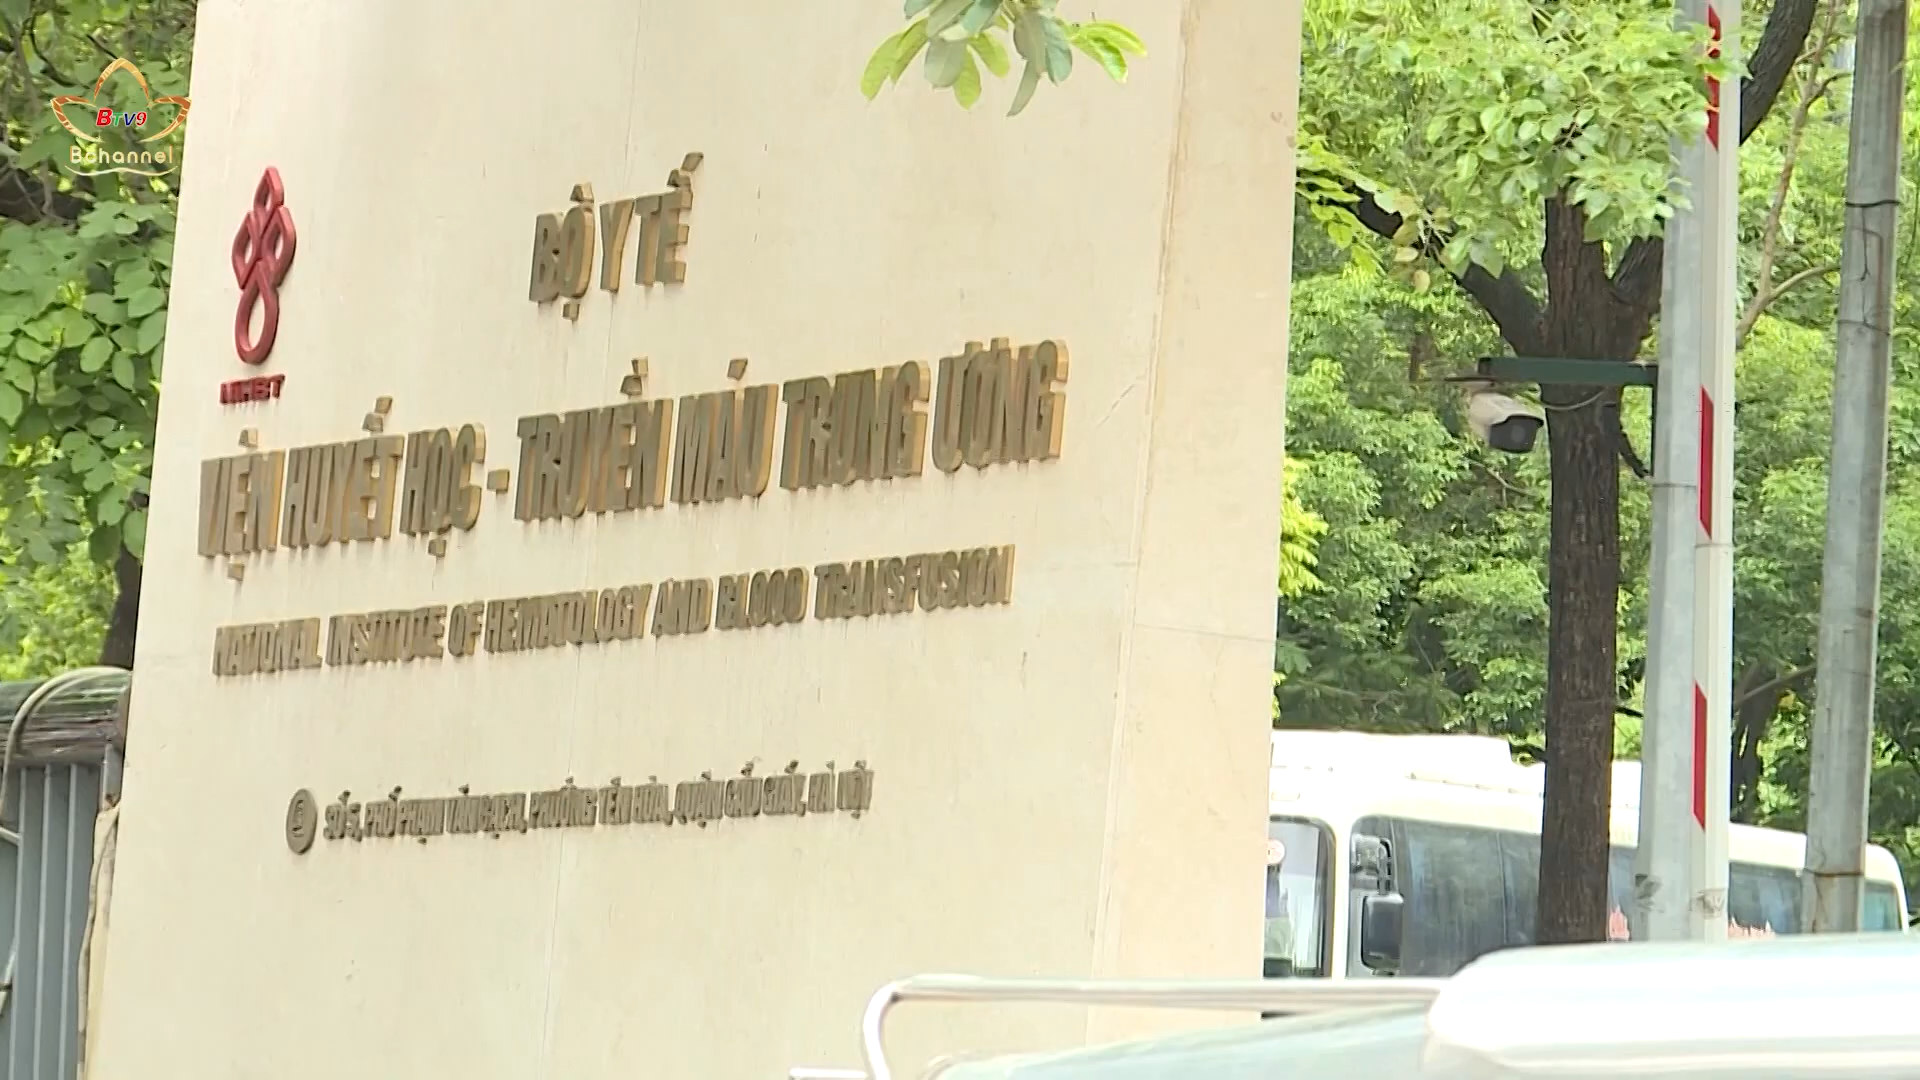 BTV9
Bchannel
BỘ Y TẾ
NIHBT
VIỆN HUYẾT HỌC - TRUYỀN MÁU TRUNG ƯƠNG
NATIONAL INSTITUTE OF HEMATOLOGY AND BLOOD TRANSFUSION
SỐ 5, PHỐ PHẠM VĂN BẠCH, PHƯỜNG YÊN HÒA, QUẬN CẦU GIẤY, HÀ NỘI